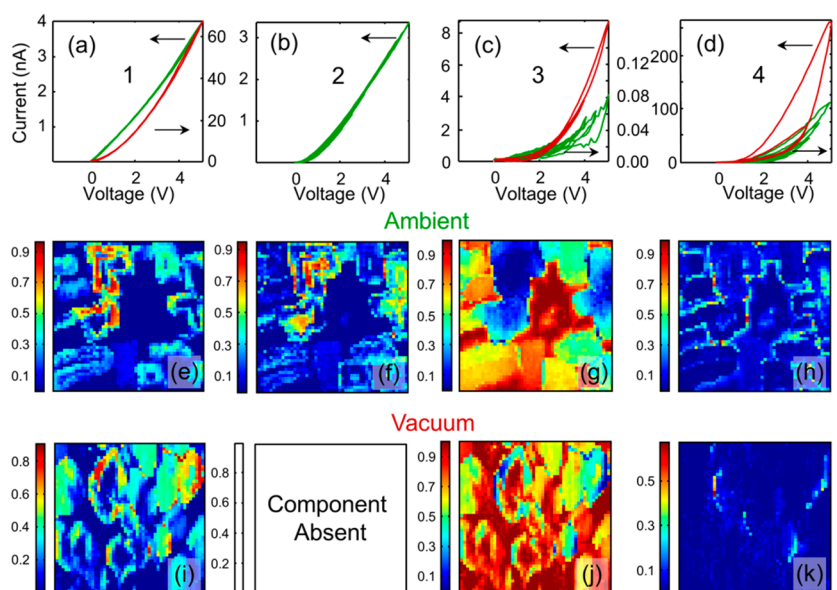 (a) (b) (c) (d)
1 2 3 4
Current (nA)
4 3 2 1
60 40 20 0
3 2 1
8 6 4 2 0
0.12 0.08 0.04 0.00
200 100 0
0 2 4 0 2 4 0 2 4 0 2 4
Voltage (V) Voltage (V) Voltage (V) Voltage (V)
Ambient
0.9 0.9 0.9 0.9
0.7 0.7 0.7 0.7
0.5 0.5 0.5 0.5
0.3 0.3 0.3 0.3
0.1 0.1 0.1 0.1
(e) (f) (g) (h)
Vacuum
0.8 0.6 0.4 0.2
0.8 0.6 0.4 0.2
Component
Absent
0.9 0.7 0.5 0.3 0.1
0.5 0.3 0.1
(i) (j) (k)